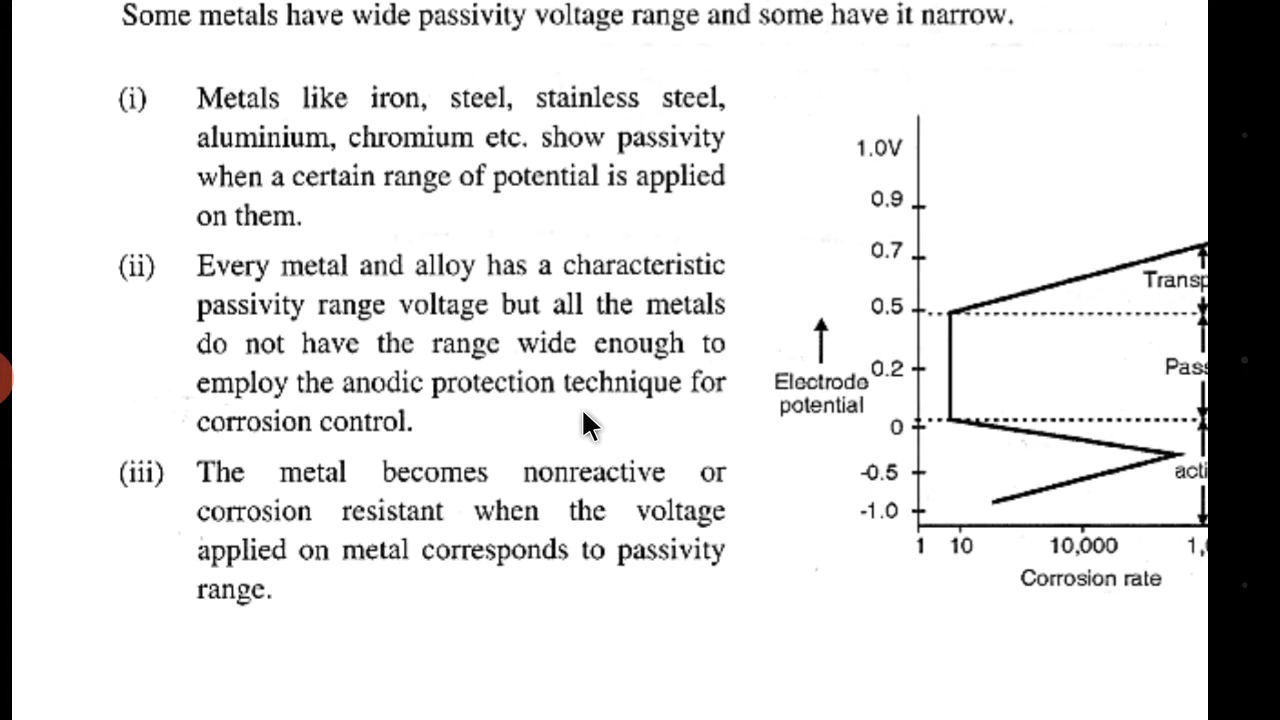 Some metals have wide passivity voltage range and some have it narrow.
(i) Metals like iron, steel, stainless steel,
aluminium, chromium etc. show passivity
when a certain range of potential is applied
on them.
(ii) Every metal and alloy has a characteristic
passivity range voltage but all the metals
do not have the range wide enough to
employ the anodic protection technique for
corrosion control.
(iii) The metal becomes nonreactive or
corrosion resistant when the voltage
applied on metal corresponds to passivity
range.
1.0V
0.9
0.7
Transp
0.5
Pass
0.2
Electrode
potential
0
acti
-0.5
-1.0
1 10 10,000 1,0
Corrosion rate